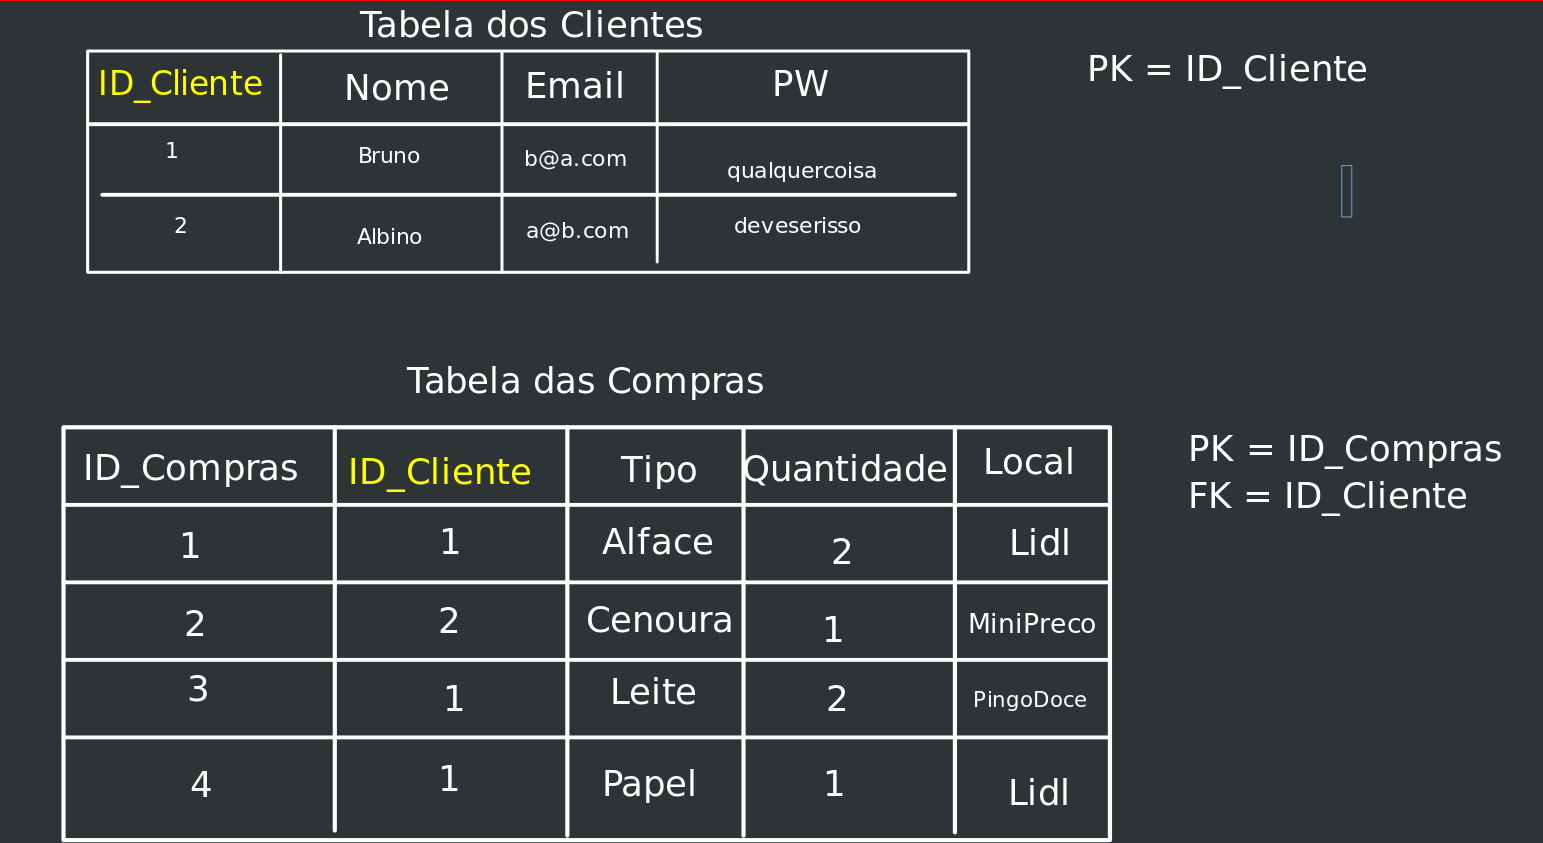 Tabela dos Clientes
ID_Cliente Nome Email PW
1 Bruno b@a.com qualquercoisa
2 Albino a@b.com deveserisso
PK = ID_Cliente
Tabela das Compras
ID_Compras ID_Cliente Tipo Quantidade Local
1 1 Alface 2 Lidl
2 2 Cenoura 1 MiniPreco
3 1 Leite 2 PingoDoce
4 1 Papel 1 Lidl
PK = ID_Compras
FK = ID_Cliente